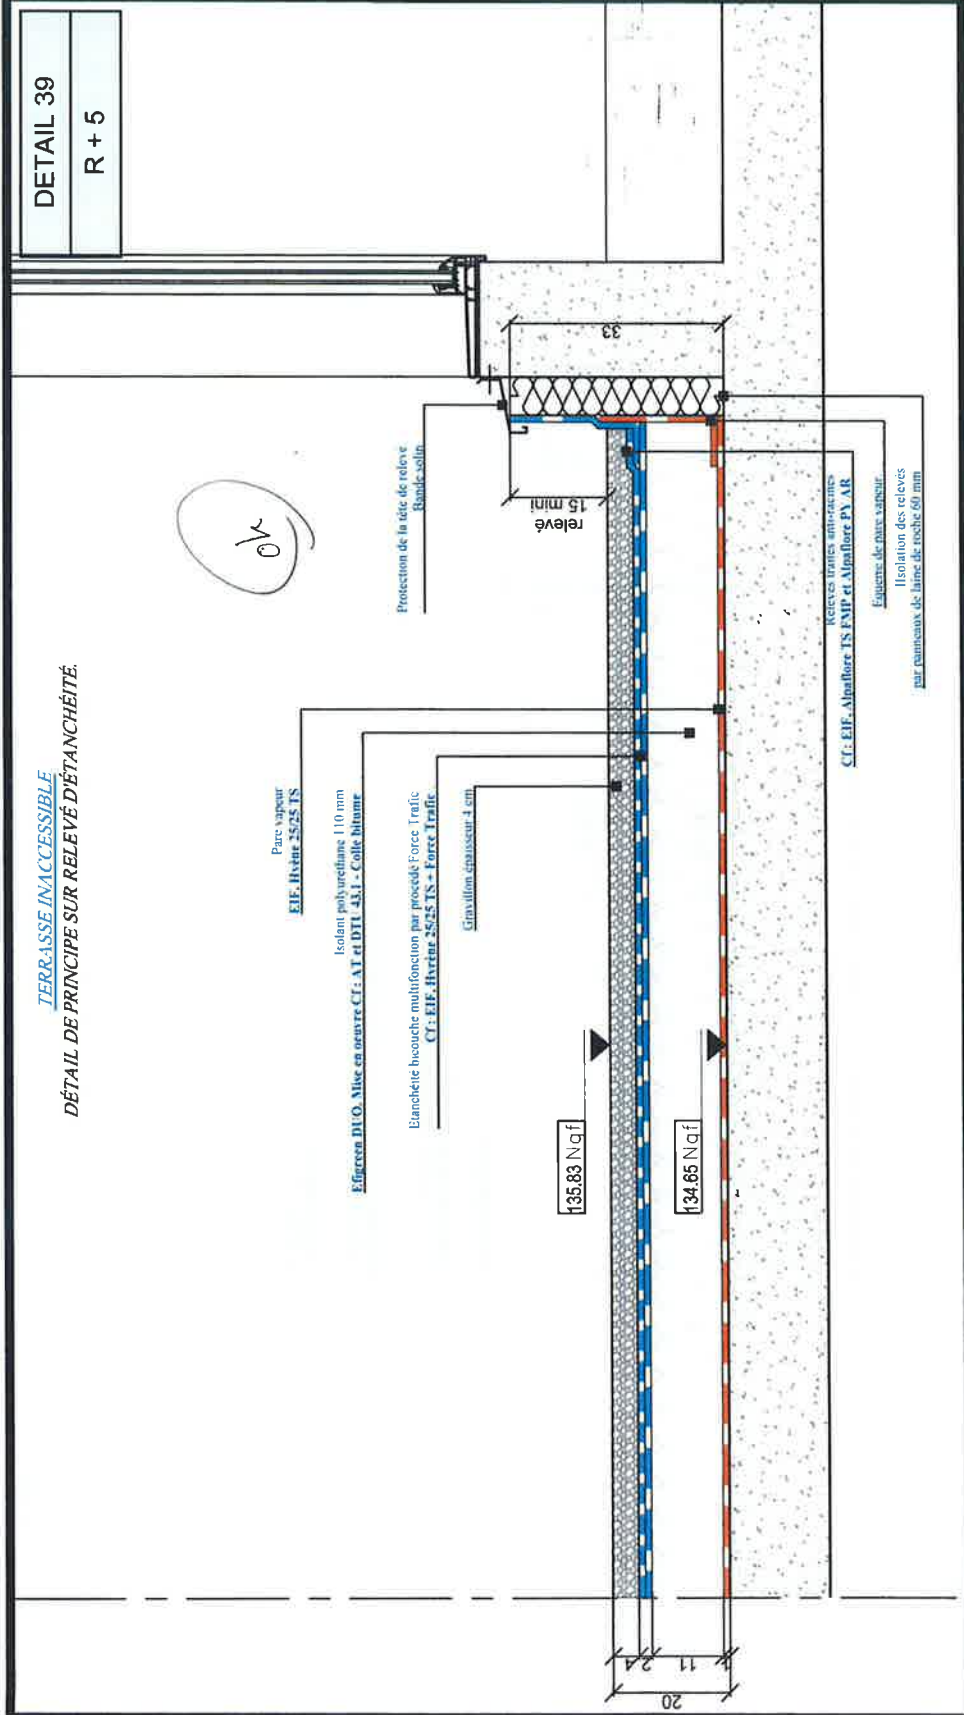 DETAIL 39
R + 5
TERRASSE INACCESSIBLE
DÉTAIL DE PRINCIPE SUR RELEVÉ D'ÉTANCHÉITÉ.
OK
Pare vapeur
EIF. Hyrène 25/25 TS
Isolant polyuréthane 110 mm
Efigreen DUO. Mise en oeuvre Cf : AT et DTU 43.1 - Colle bitume
Etanchéité bicouche multifonction par procédé Force Trafic
Cf : EIF. Hyrène 25/25 TS + Force Trafic
Gravillon épaisseur 4 cm
Protection de la tête de relevé
Bande solin
relevé
15 mini
33
135.83 Ngf
134.65 Ngf
Relevés traités anti-racines
Cf : EIF. Alpaflore TS FMP et Alpaflore PY AR
Equerre de pare vapeur
Ilsolation des relevés
par panneaux de laine de roche 60 mm
4
2
11
1
20